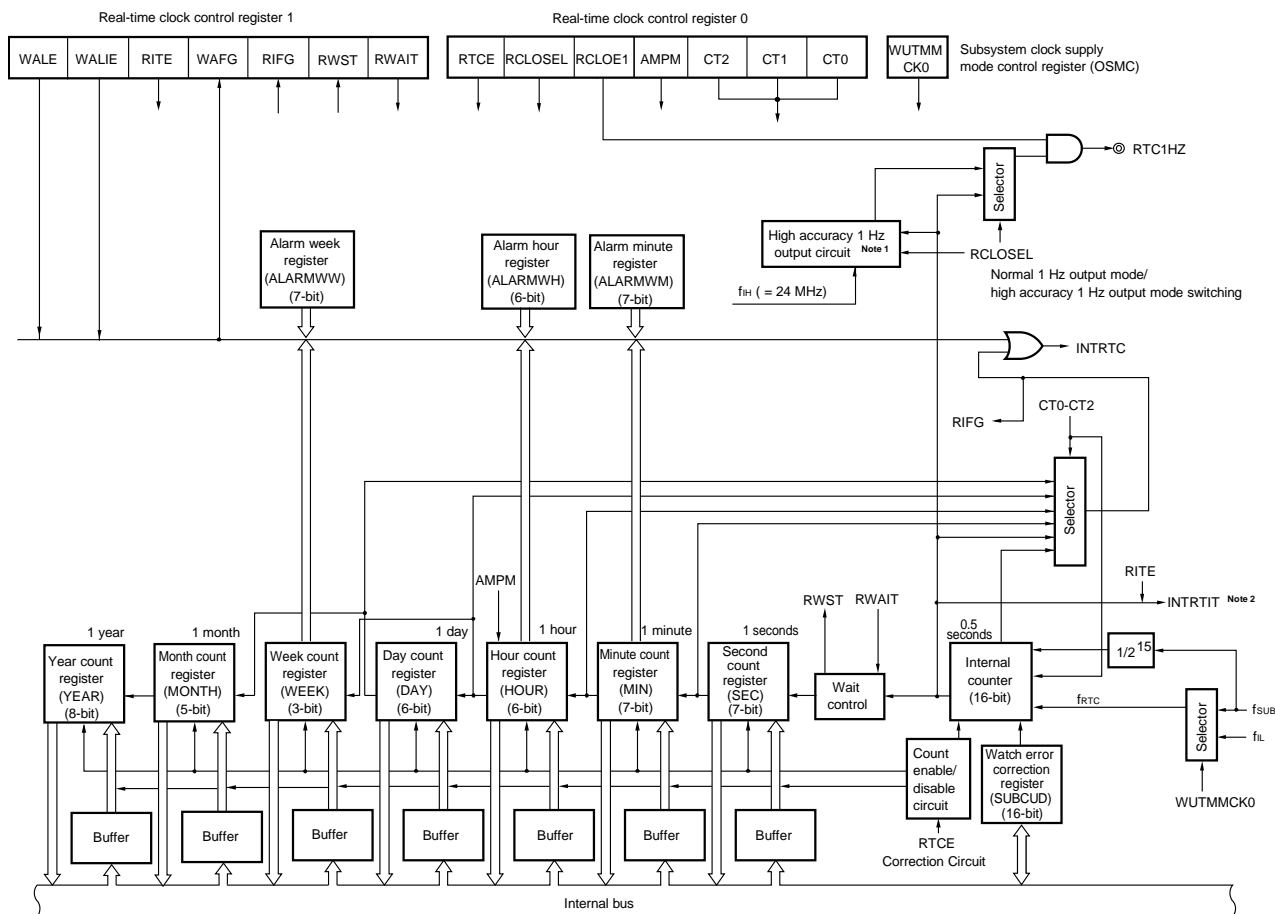 Real-time clock control register 1
Real-time clock control register 0
WALE WALIE RITE WAFG RIFG RWST RWAIT
RTCE RCLOSEL RCLOE1 AMPM CT2 CT1 CT0
WUTMM
CK0
Subsystem clock supply
mode control register (OSMC)
RTC1HZ
Selector
Alarm week
register
(ALARMWW)
(7-bit)
Alarm hour
register
(ALARMWH)
(6-bit)
Alarm minute
register
(ALARMWM)
(7-bit)
High accuracy 1 Hz
output circuit Note 1
RCLOSEL
Normal 1 Hz output mode/
high accuracy 1 Hz output mode switching
fIH ( = 24 MHz)
INTRTC
RIFG
CT0-CT2
Selector
AMPM
RWST
RWAIT
RITE
INTRTIT Note 2
1 year
1 month
1 day
1 hour
1 minute
1 seconds
0.5
seconds
Year count
register
(YEAR)
(8-bit)
Month count
register
(MONTH)
(5-bit)
Week count
register
(WEEK)
(3-bit)
Day count
register
(DAY)
(6-bit)
Hour count
register
(HOUR)
(6-bit)
Minute count
register
(MIN)
(7-bit)
Second
count
register
(SEC)
(7-bit)
Wait
control
Internal
counter
(16-bit)
1/2 15
fRTC
Selector
fSUB
fIL
WUTMMCK0
Count
enable/
disable
circuit
Watch error
correction
register
(SUBCUD)
(16-bit)
Buffer
Buffer
Buffer
Buffer
Buffer
Buffer
Buffer
RTCE
Correction Circuit
Internal bus